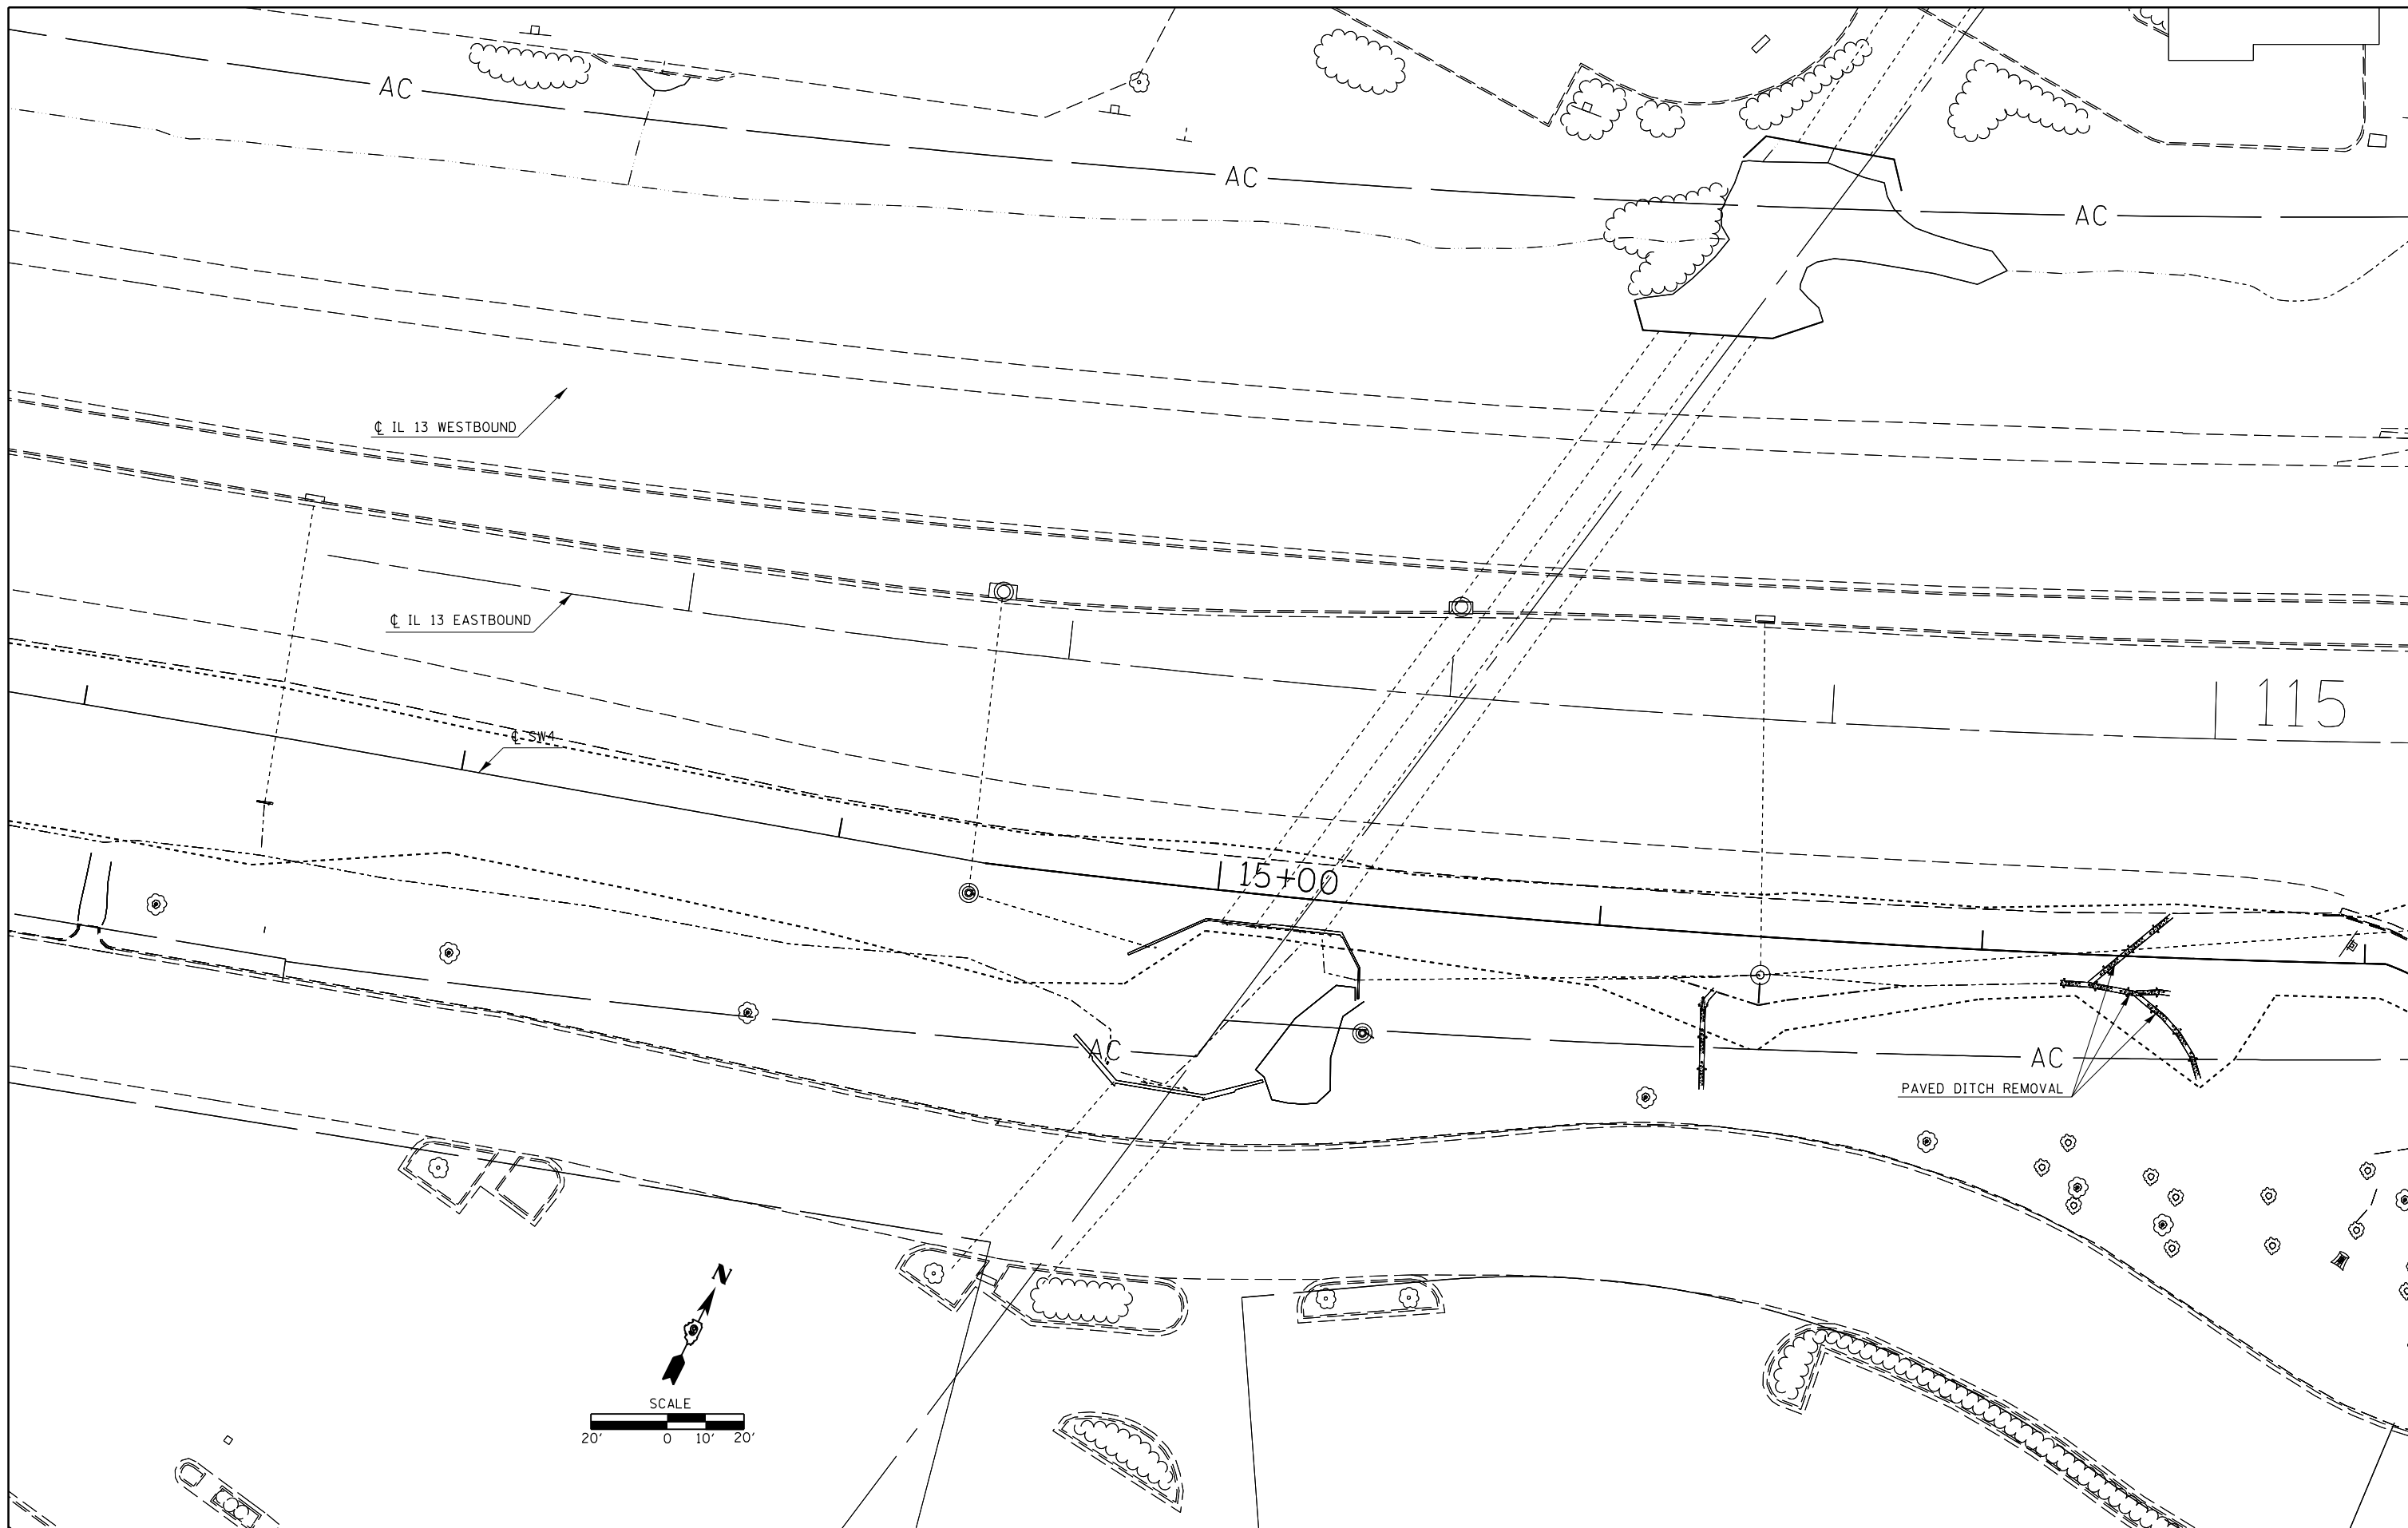 AC
AC
AC
℄ IL 13 WESTBOUND
℄ IL 13 EASTBOUND
115
℄ SW4
15+00
AC
AC
PAVED DITCH REMOVAL
N
SCALE
20' 0 10' 20'